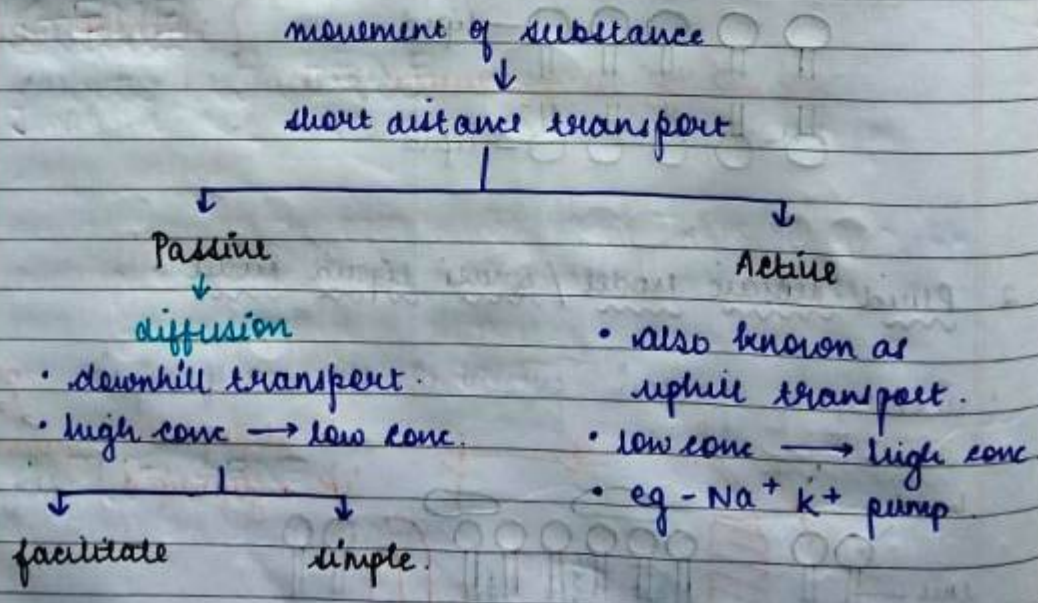 movement of substance
↓
short distance transport
Passive
↓
diffusion
• downhill transport.
• high conc → low conc.
facilitate
simple.
Active
• also known as
uphill transport.
• low conc → high conc
• eg - Na⁺ K⁺ pump